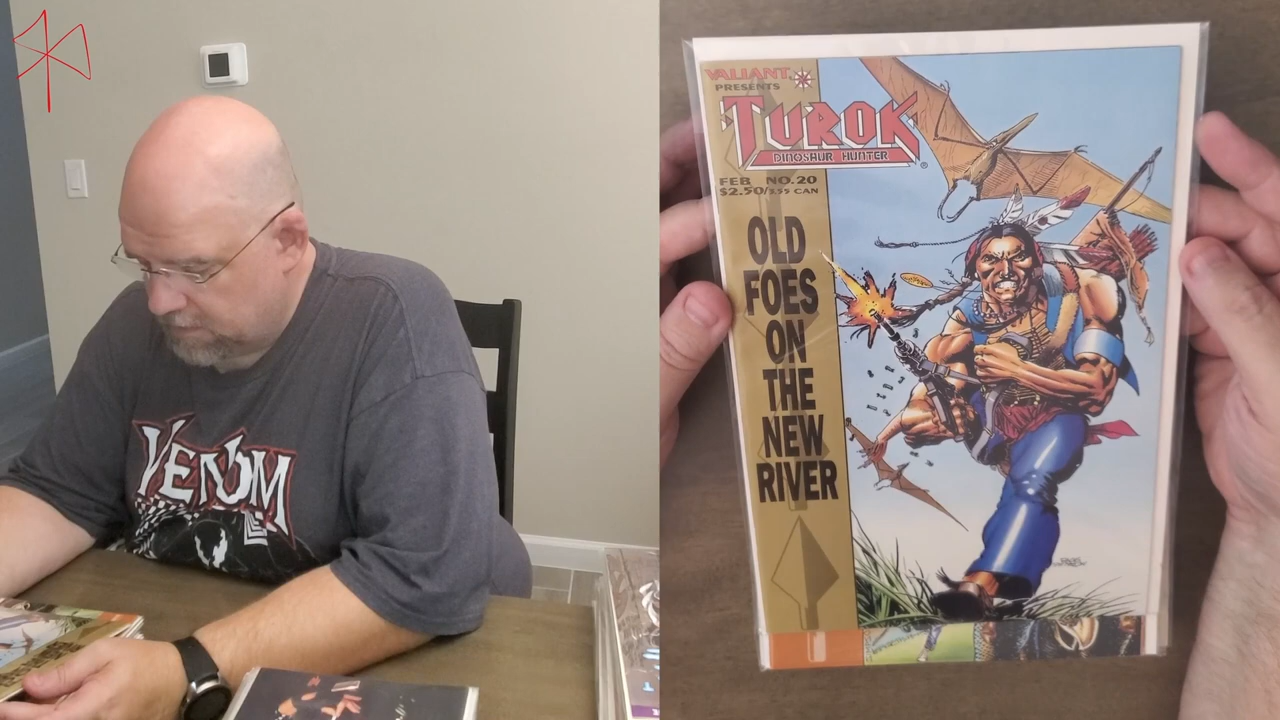 VENOM
VALIANT
PRESENTS
TUROK
DINOSAUR HUNTER
®
FEB NO.20
$2.50/3.55 CAN
OLD
FOES
ON
THE
NEW
RIVER